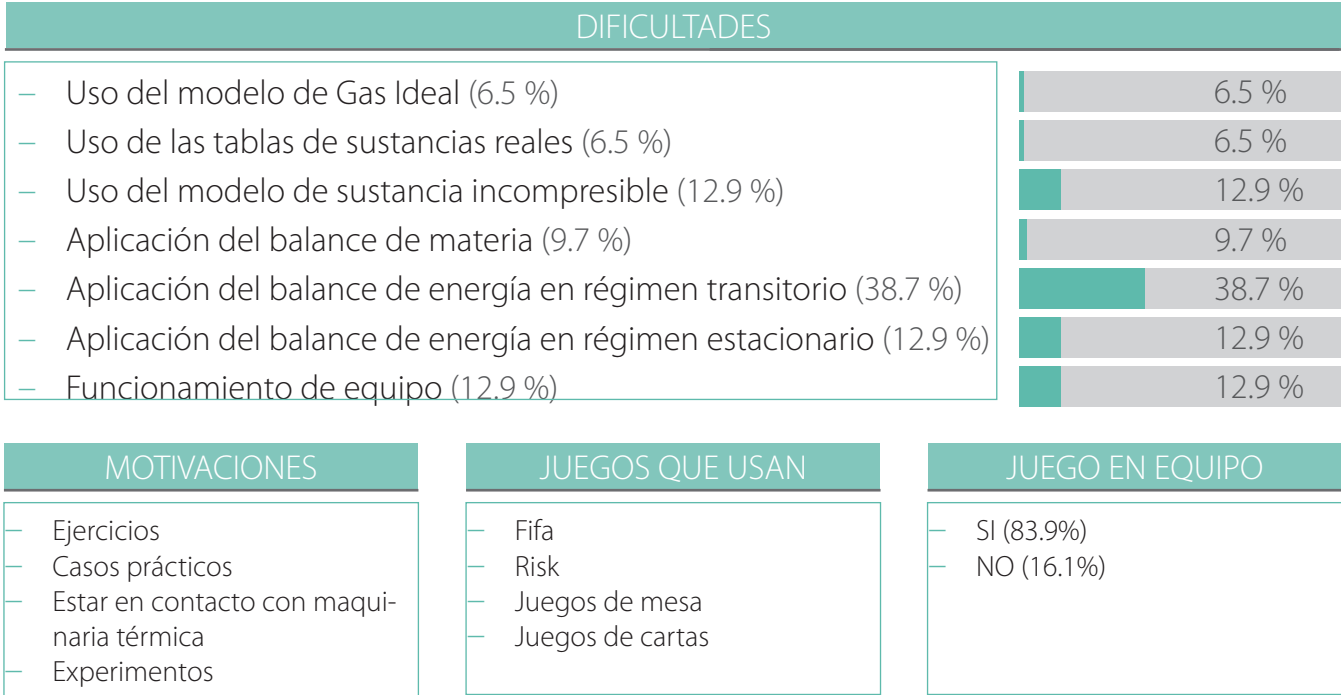 DIFICULTADES
– Uso del modelo de Gas Ideal (6.5 %)
6.5 %
– Uso de las tablas de sustancias reales (6.5 %)
6.5 %
– Uso del modelo de sustancia incompresible (12.9 %)
12.9 %
– Aplicación del balance de materia (9.7 %)
9.7 %
– Aplicación del balance de energía en régimen transitorio (38.7 %)
38.7 %
– Aplicación del balance de energía en régimen estacionario (12.9 %)
12.9 %
– Funcionamiento de equipo (12.9 %)
12.9 %
MOTIVACIONES
– Ejercicios
– Casos prácticos
– Estar en contacto con maqui-
naria térmica
– Experimentos
JUEGOS QUE USAN
– Fifa
– Risk
– Juegos de mesa
– Juegos de cartas
JUEGO EN EQUIPO
– SI (83.9%)
– NO (16.1%)